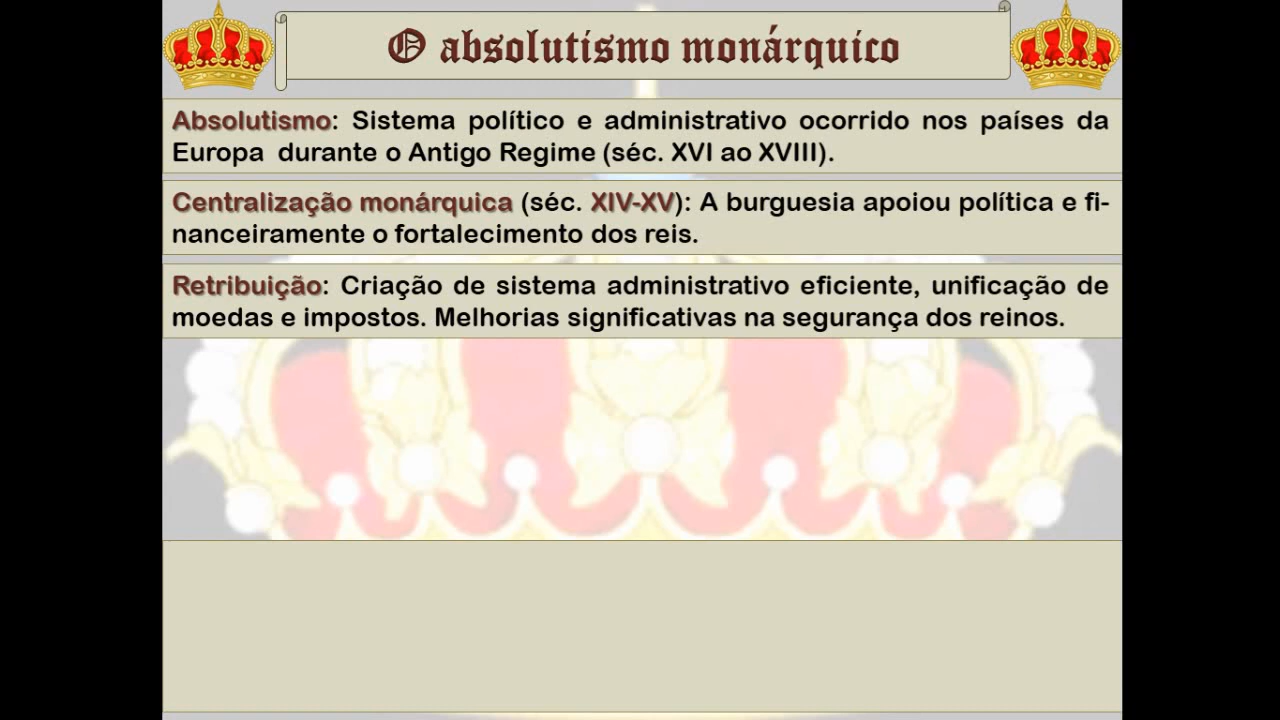 O absolutismo monárquico
Absolutismo: Sistema político e administrativo ocorrido nos países da
Europa durante o Antigo Regime (séc. XVI ao XVIII).
Centralização monárquica (séc. XIV-XV): A burguesia apoiou política e fi-
nanceiramente o fortalecimento dos reis.
Retribuição: Criação de sistema administrativo eficiente, unificação de
moedas e impostos. Melhorias significativas na segurança dos reinos.